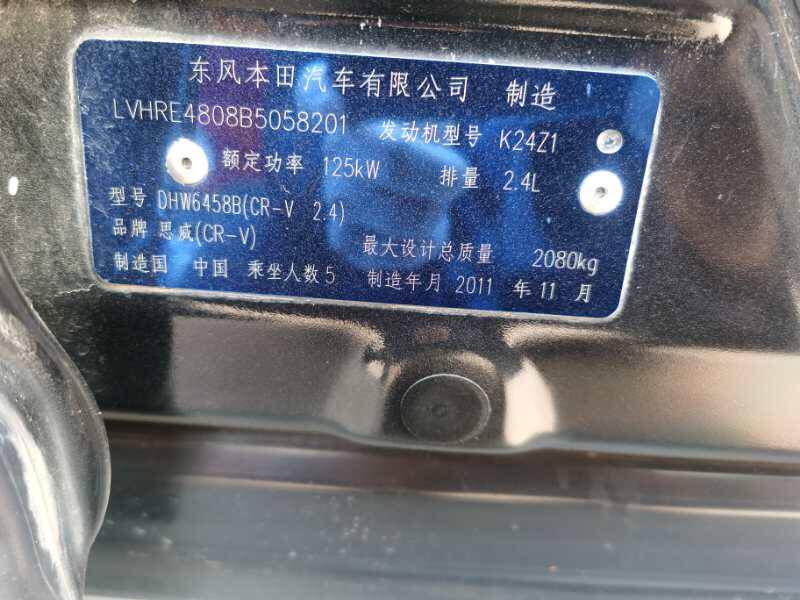 东风本田汽车有限公司 制造
LVHRE4808B5058201 发动机型号 K24Z1
额定功率 125kW 排量 2.4L
型号 DHW6458B(CR-V 2.4)
品牌 思威(CR-V) 最大设计总质量 2080kg
制造国 中国 乘坐人数 5 制造年月 2011 年 11 月